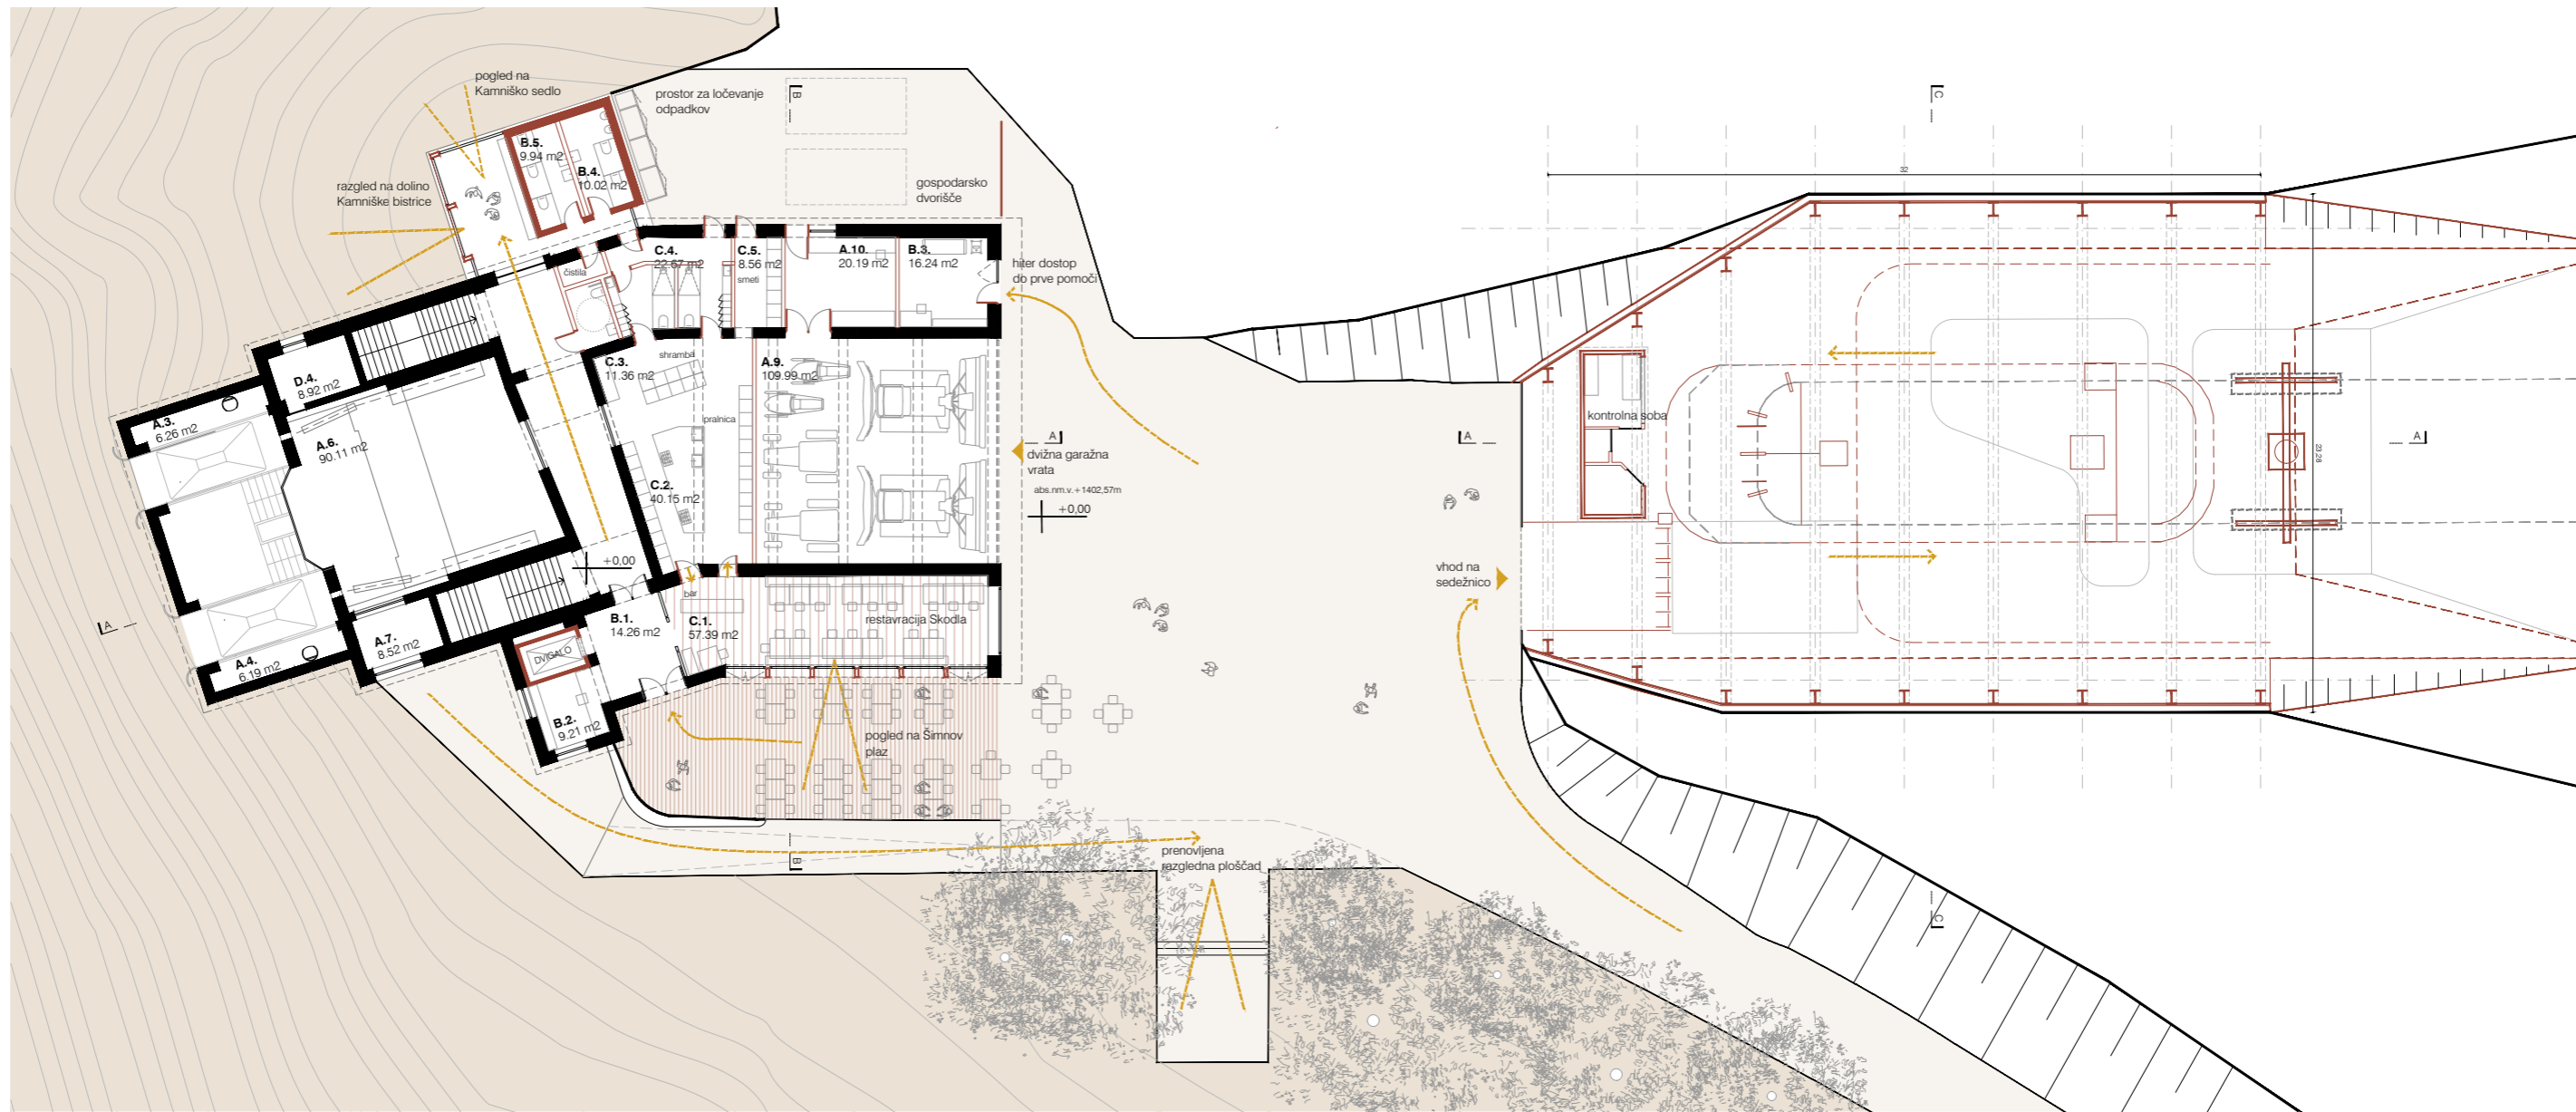 pogled na
Kamniško sedlo
prostor za ločevanje
odpadkov
B
C
B.5.
9.94 m2
B.4.
10.02 m2
razgled na dolino
Kamniške bistrice
gospodarsko
dvorišče
32
C.4.
22.67 m2
C.5.
8.56 m2
smeti
A.10.
20.19 m2
B.3.
16.24 m2
čistila
hiter dostop
do prve pomoči
C.3.
11.36 m2
shramba
A.9.
109.99 m2
D.4.
8.92 m2
A.3.
6.26 m2
A.6.
90.11 m2
pralnica
kontrolna soba
A
dvižna garažna
vrata
A
A
23.28
C.2.
40.15 m2
abs.nm.v.+1402,57m
+0,00
+0,00
vhod na
sedežnico
bar
B.1.
14.26 m2
C.1.
57.39 m2
restavracija Skodla
A
A.7.
8.52 m2
DVIGALO
A.4.
6.19 m2
B.2.
9.21 m2
pogled na Šimnov
plaz
B
prenovljena
razgledna ploščad
C